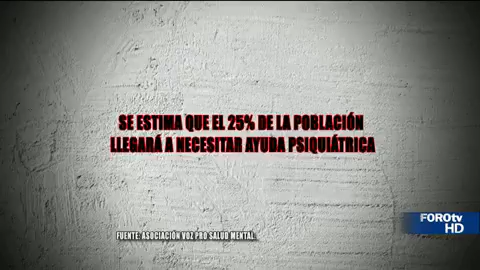 SE ESTIMA QUE EL 25% DE LA POBLACIÓN
LLEGARÁ A NECESITAR AYUDA PSIQUIÁTRICA
FUENTE: ASOCIACIÓN VOZ PRO SALUD MENTAL
FOROtv
HD